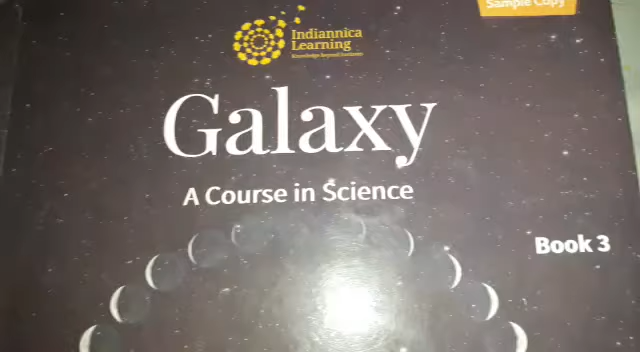 Sample Copy
Indiannica
Learning
Galaxy
A Course in Science
Book 3